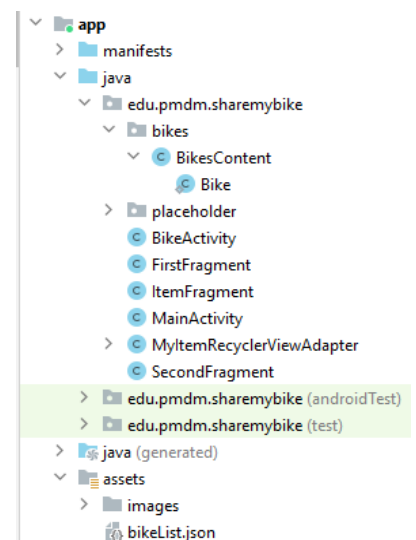 app
manifests
java
edu.pmdm.sharemybike
bikes
BikesContent
Bike
placeholder
BikeActivity
FirstFragment
ItemFragment
MainActivity
MyItemRecyclerViewAdapter
SecondFragment
edu.pmdm.sharemybike (androidTest)
edu.pmdm.sharemybike (test)
java (generated)
assets
images
bikeList.json